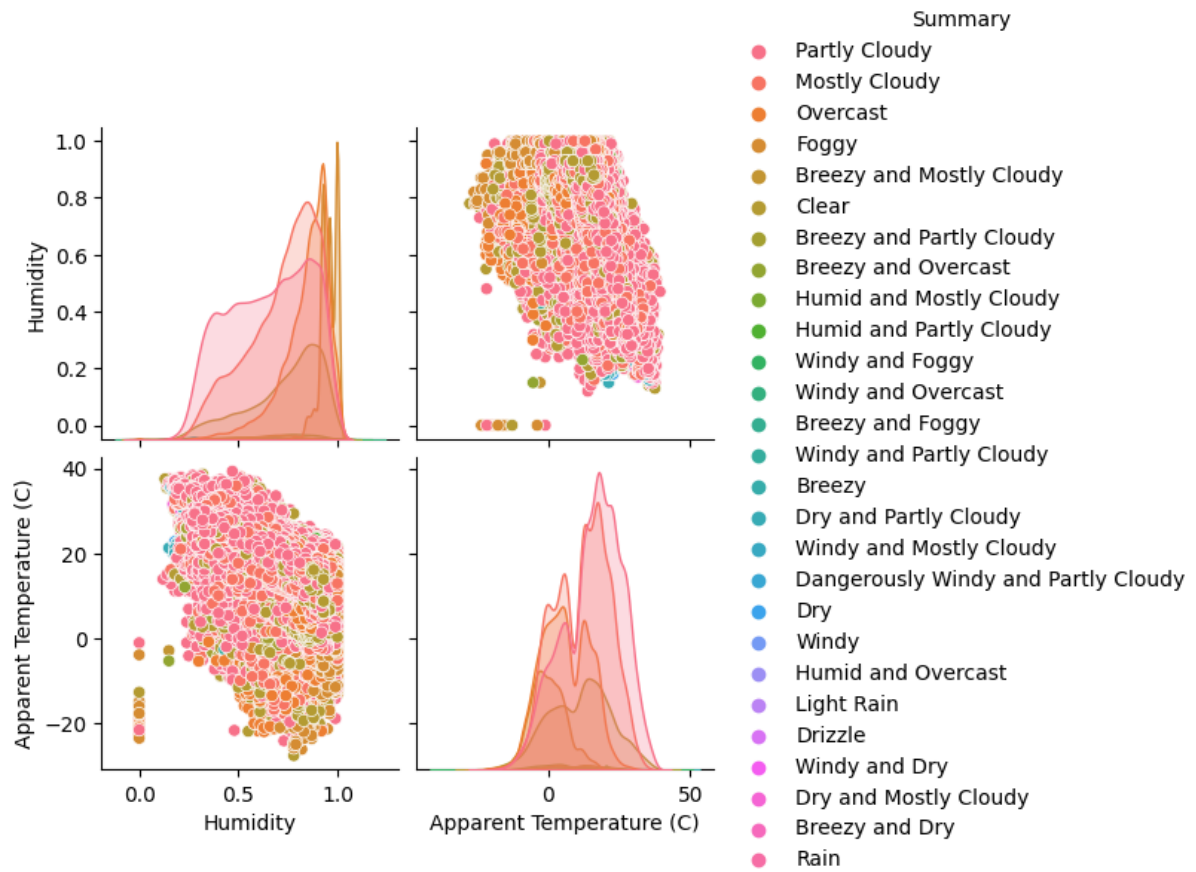 Summary
Partly Cloudy
Mostly Cloudy
Overcast
Foggy
Breezy and Mostly Cloudy
Clear
Breezy and Partly Cloudy
Breezy and Overcast
Humid and Mostly Cloudy
Humid and Partly Cloudy
Windy and Foggy
Windy and Overcast
Breezy and Foggy
Windy and Partly Cloudy
Breezy
Dry and Partly Cloudy
Windy and Mostly Cloudy
Dangerously Windy and Partly Cloudy
Dry
Windy
Humid and Overcast
Light Rain
Drizzle
Windy and Dry
Dry and Mostly Cloudy
Breezy and Dry
Rain
Humidity
1.0
0.8
0.6
0.4
0.2
0.0
Apparent Temperature (C)
40
20
0
−20
0.0 0.5 1.0
Humidity
0 50
Apparent Temperature (C)